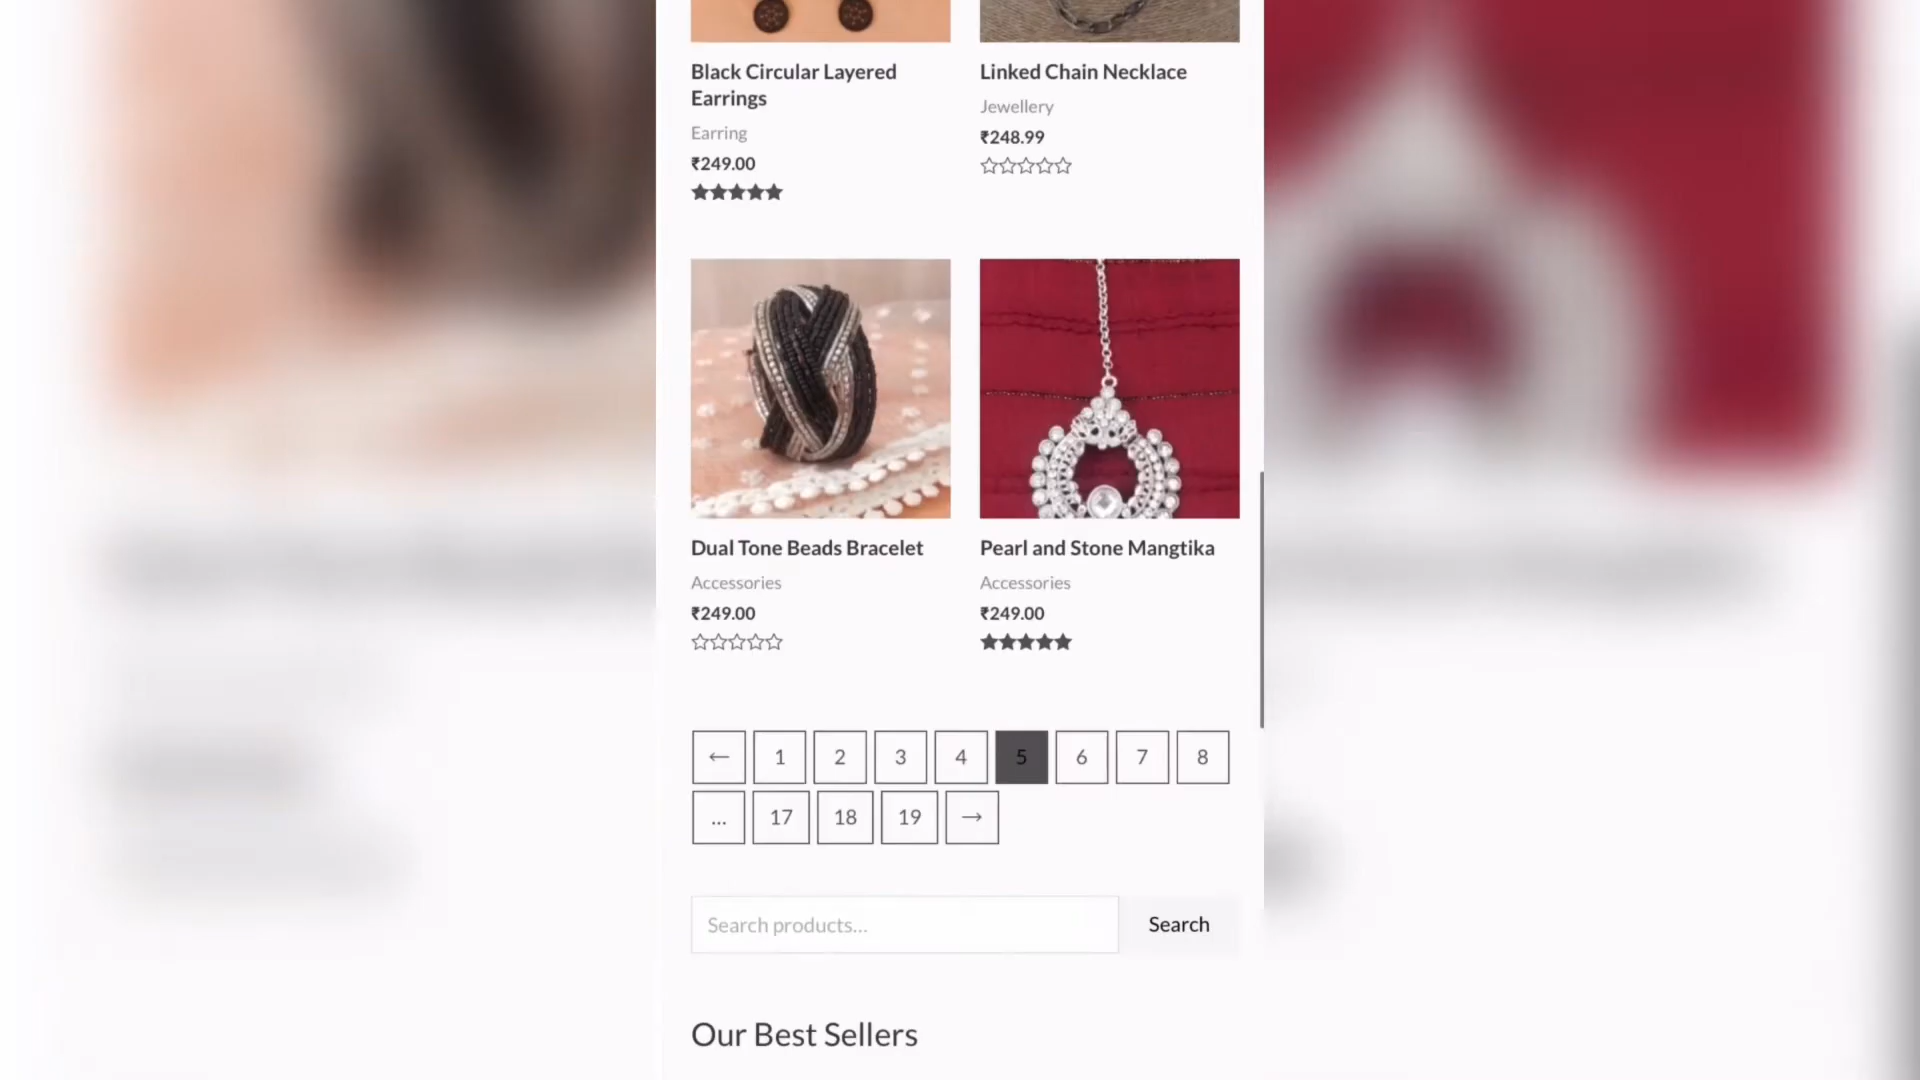 Black Circular Layered
Earrings
Earring
₹249.00
Linked Chain Necklace
Jewellery
₹248.99
Dual Tone Beads Bracelet
Accessories
₹249.00
Pearl and Stone Mangtika
Accessories
₹249.00
← 1 2 3 4 5 6 7 8
... 17 18 19 →
Search products... Search
Our Best Sellers